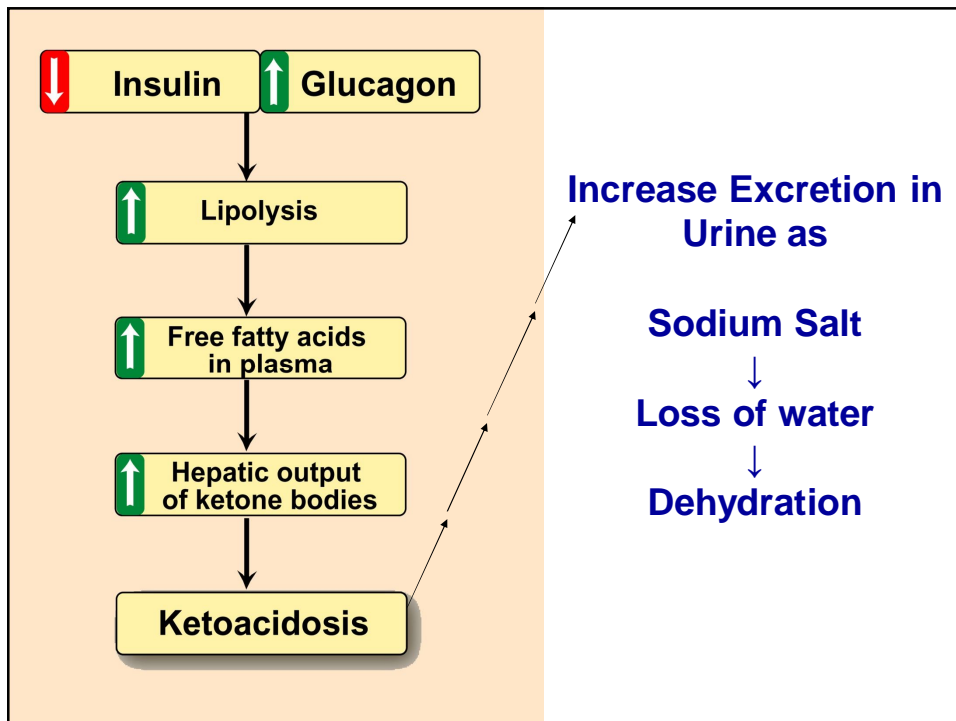 Insulin
Glucagon
Lipolysis
Free fatty acids
in plasma
Hepatic output
of ketone bodies
Ketoacidosis
Increase Excretion in
Urine as
Sodium Salt
↓
Loss of water
↓
Dehydration